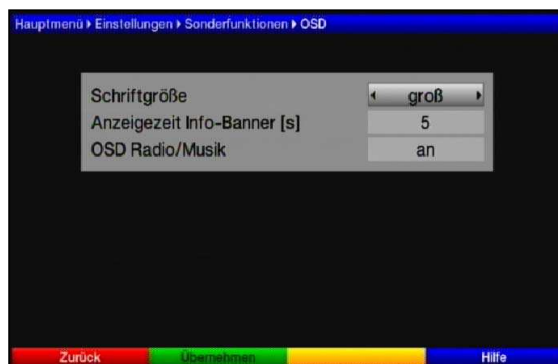 Hauptmenü ▸ Einstellungen ▸ Sonderfunktionen ▸ OSD
Schriftgröße groß
Anzeigezeit Info-Banner [s] 5
OSD Radio/Musik an
Zurück Übernehmen Hilfe